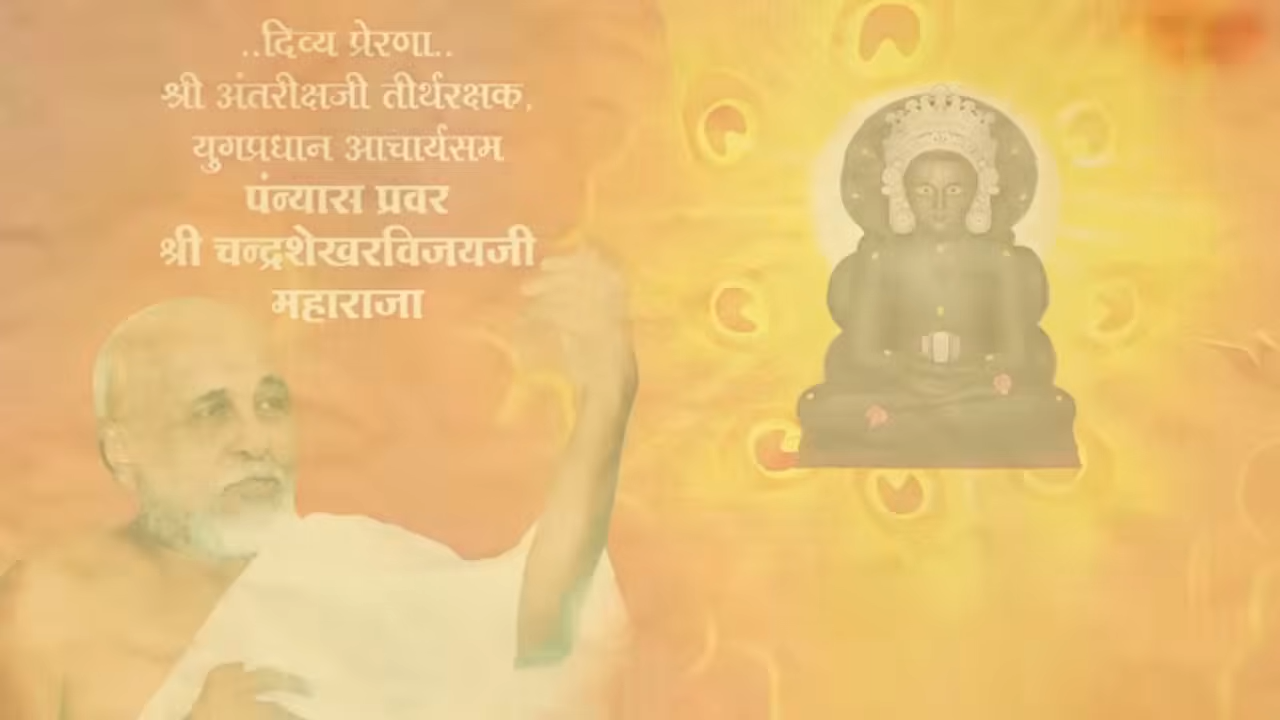 ..दिव्य प्रेरणा..
श्री अंतरीक्षजी तीर्थरक्षक,
युगप्रधान आचार्यसम
पंन्यास प्रवर
श्री चन्द्रशेखरविजयजी
महाराजा